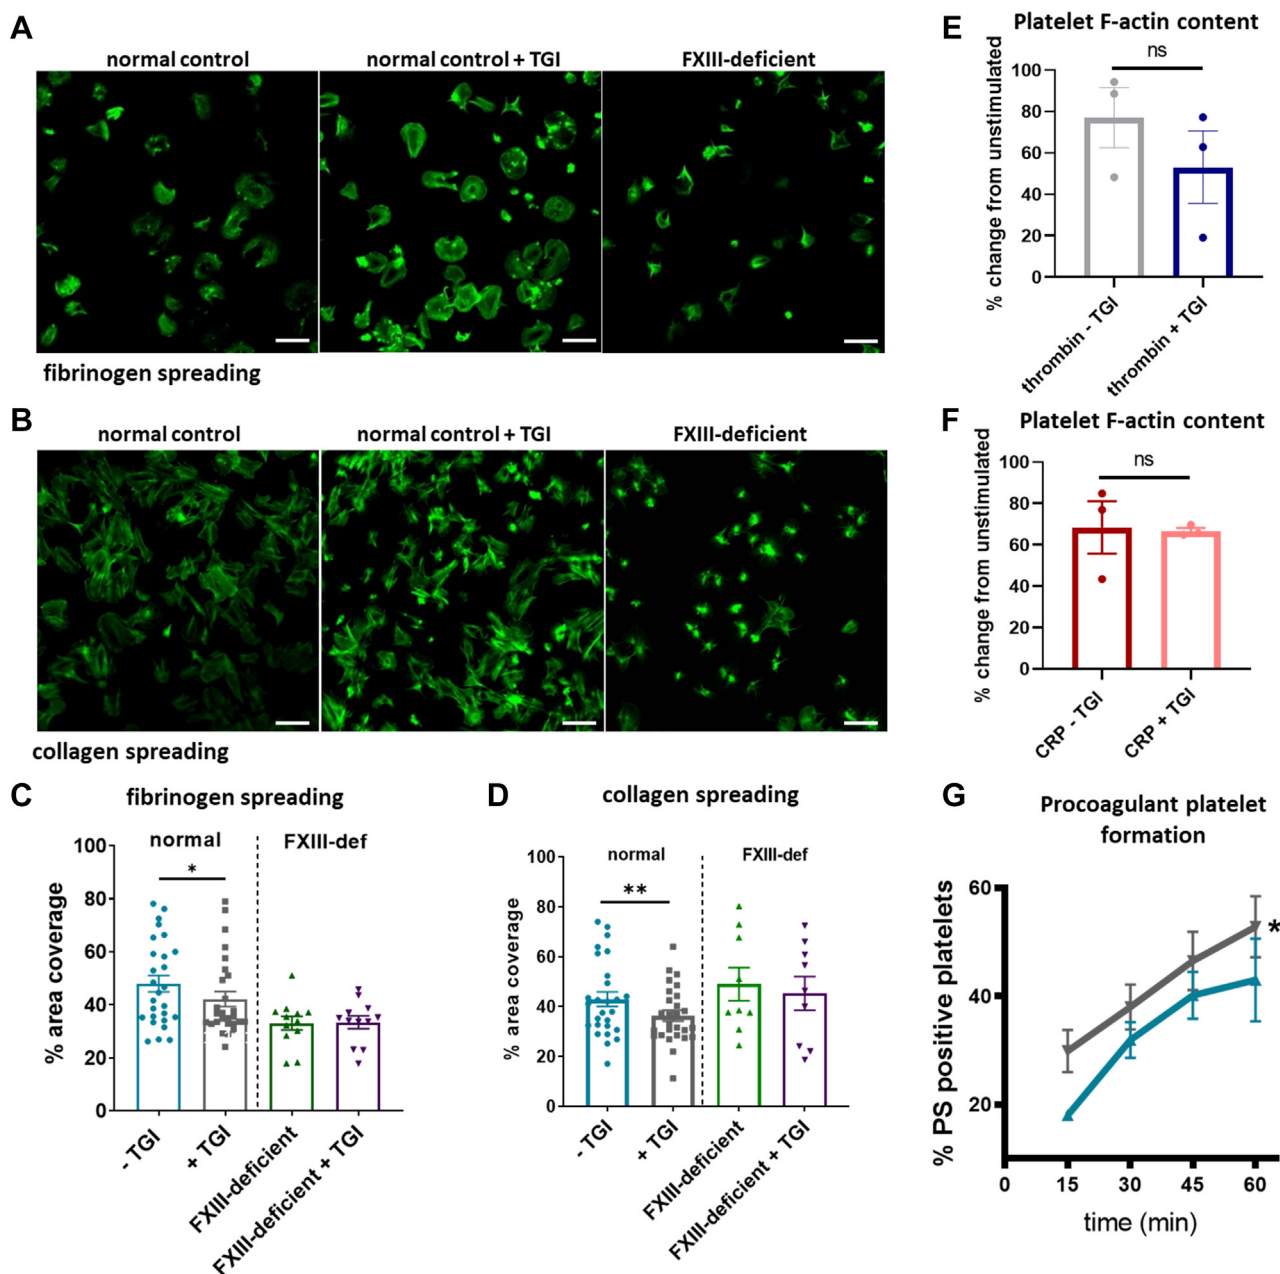 A
normal control
normal control + TGI
FXIII-deficient
fibrinogen spreading
B
normal control
normal control + TGI
FXIII-deficient
collagen spreading
C
fibrinogen spreading
normal
FXIII-def
*
% area coverage
100
80
60
40
20
0
- TGI
+ TGI
FXIII-deficient
FXIII-deficient + TGI
D
collagen spreading
normal
FXIII-def
**
% area coverage
100
80
60
40
20
0
- TGI
+ TGI
FXIII-deficient
FXIII-deficient + TGI
E
Platelet F-actin content
ns
% change from unstimulated
100
80
60
40
20
0
thrombin - TGI
thrombin + TGI
F
Platelet F-actin content
ns
% change from unstimulated
100
80
60
40
20
0
CRP - TGI
CRP + TGI
G
Procoagulant platelet
formation
% PS positive platelets
60
40
20
*
0
15
30
45
60
time (min)